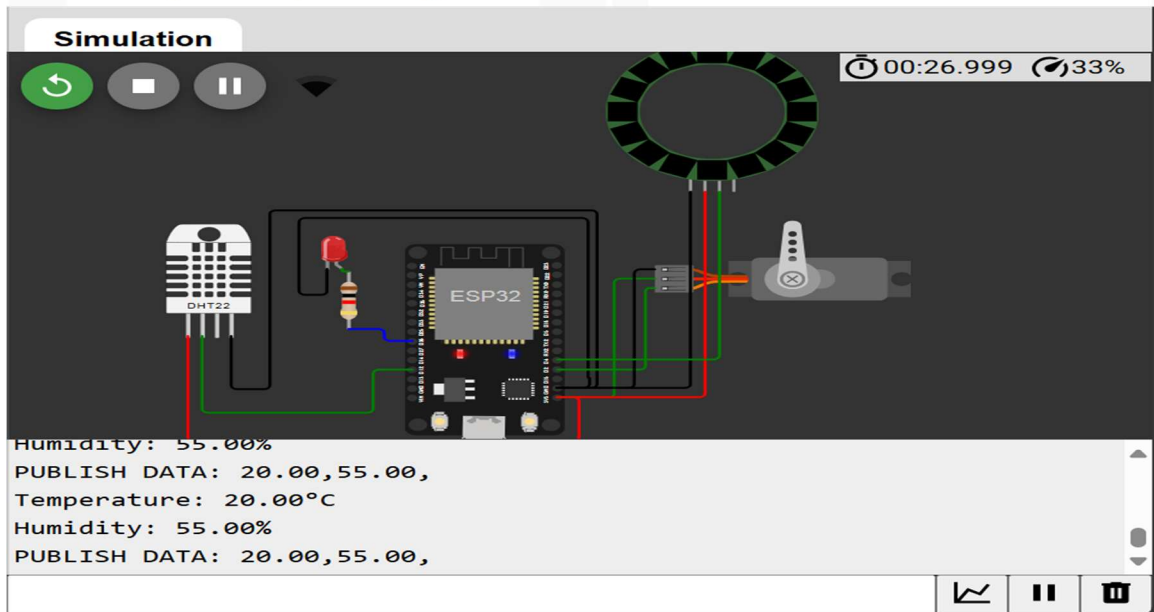 Simulation
00:26.999 33%
DHT22
ESP32
Humidity: 55.00%
PUBLISH DATA: 20.00,55.00,
Temperature: 20.00°C
Humidity: 55.00%
PUBLISH DATA: 20.00,55.00,